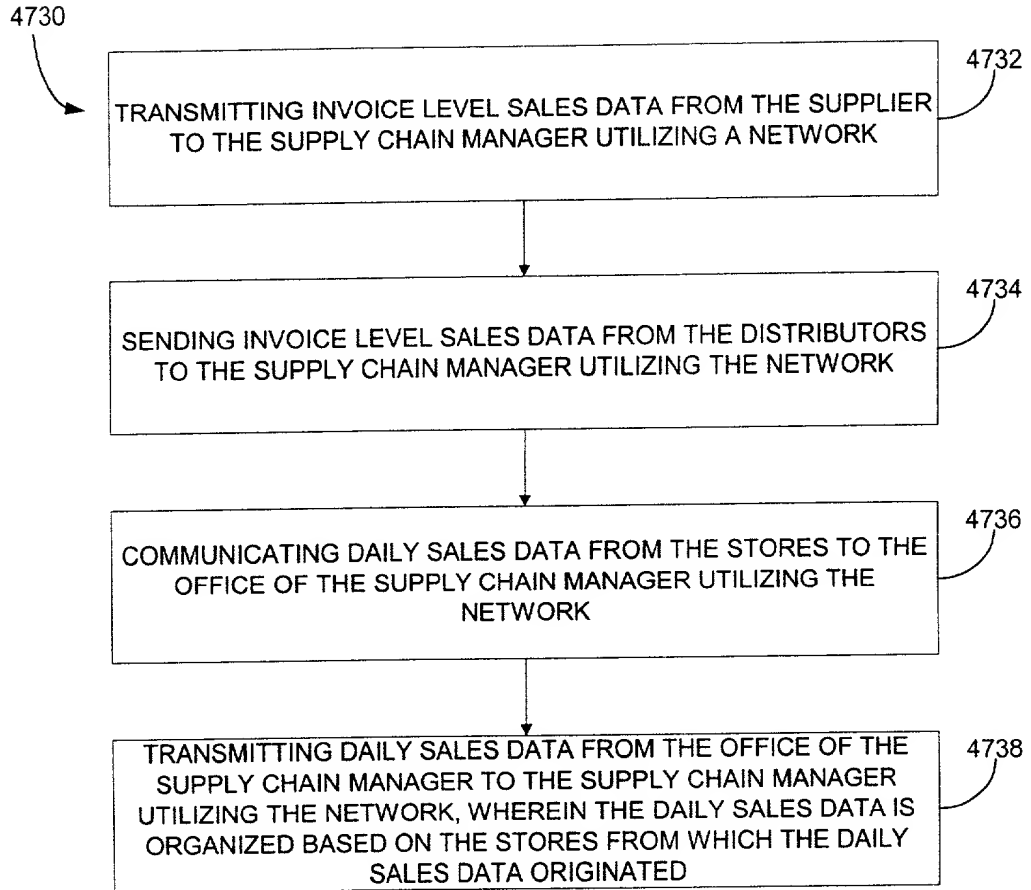 4730
4732
TRANSMITTING INVOICE LEVEL SALES DATA FROM THE SUPPLIER
TO THE SUPPLY CHAIN MANAGER UTILIZING A NETWORK
4734
SENDING INVOICE LEVEL SALES DATA FROM THE DISTRIBUTORS
TO THE SUPPLY CHAIN MANAGER UTILIZING THE NETWORK
4736
COMMUNICATING DAILY SALES DATA FROM THE STORES TO THE
OFFICE OF THE SUPPLY CHAIN MANAGER UTILIZING THE
NETWORK
4738
TRANSMITTING DAILY SALES DATA FROM THE OFFICE OF THE
SUPPLY CHAIN MANAGER TO THE SUPPLY CHAIN MANAGER
UTILIZING THE NETWORK, WHEREIN THE DAILY SALES DATA IS
ORGANIZED BASED ON THE STORES FROM WHICH THE DAILY
SALES DATA ORIGINATED